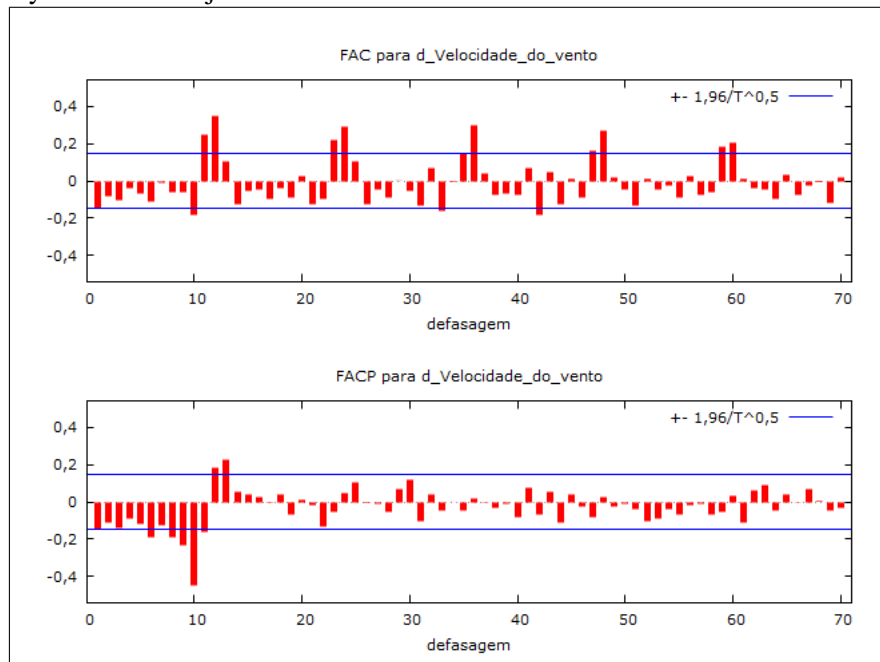 FAC para d_Velocidade_do_vento
+- 1,96/T^0,5
0,4
0,2
0
-0,2
-0,4
0 10 20 30 40 50 60 70
defasagem
FACP para d_Velocidade_do_vento
+- 1,96/T^0,5
0,4
0,2
0
-0,2
-0,4
0 10 20 30 40 50 60 70
defasagem